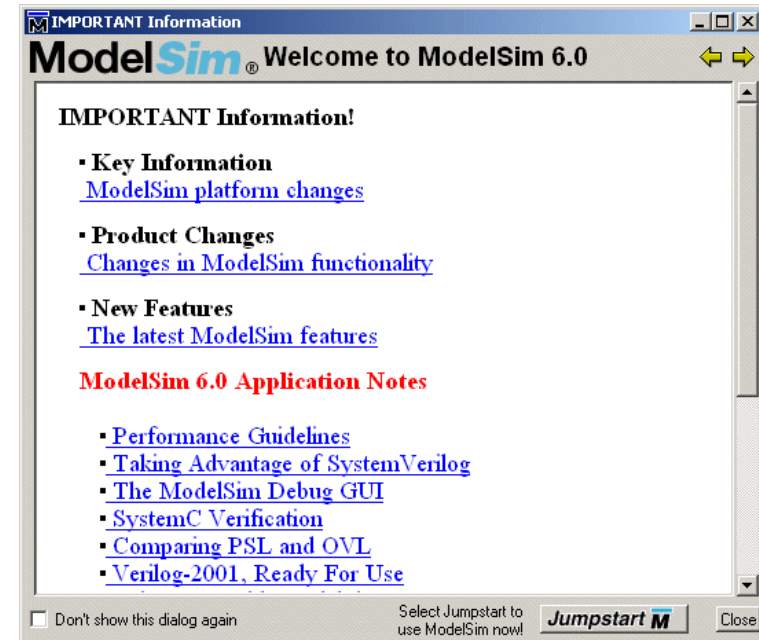 IMPORTANT Information
ModelSim ® Welcome to ModelSim 6.0
IMPORTANT Information!
▪ Key Information
ModelSim platform changes
▪ Product Changes
Changes in ModelSim functionality
▪ New Features
The latest ModelSim features
ModelSim 6.0 Application Notes
▪ Performance Guidelines
▪ Taking Advantage of SystemVerilog
▪ The ModelSim Debug GUI
▪ SystemC Verification
▪ Comparing PSL and OVL
▪ Verilog-2001, Ready For Use
Don't show this dialog again
Select Jumpstart to
use ModelSim now!
Jumpstart M
Close